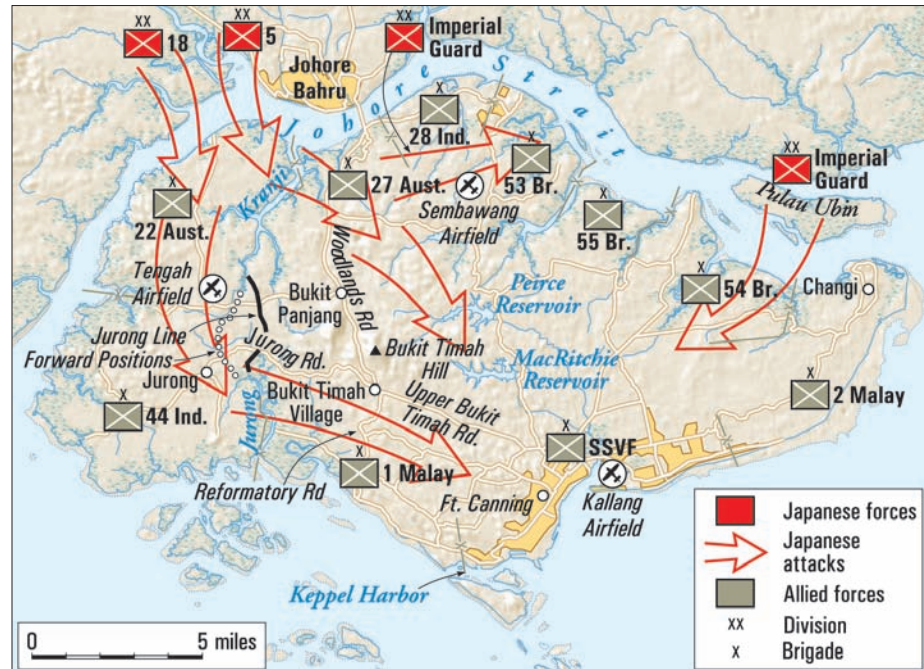 xx
18
xx
5
xx
Imperial
Guard
Johore
Bahru
Johore Strait
x
28 Ind.
xx
Imperial
Guard
Pulau Ubin
x
22 Aust.
Kranji
x
27 Aust.
x
53 Br.
Sembawang
Airfield
x
55 Br.
x
54 Br.
Changi
Tengah
Airfield
Woodlands Rd
Bukit
Panjang
Peirce
Reservoir
Jurong Line
Forward Positions
Jurong Rd.
Bukit Timah
Hill
MacRitchie
Reservoir
Jurong
Bukit Timah
Village
Upper Bukit
Timah Rd.
x
2 Malay
x
44 Ind.
Jurong
x
SSVF
x
1 Malay
Reformatory Rd
Ft. Canning
Kallang
Airfield
Keppel Harbor
Japanese forces
Japanese
attacks
Allied forces
xx
Division
x
Brigade
0
5 miles